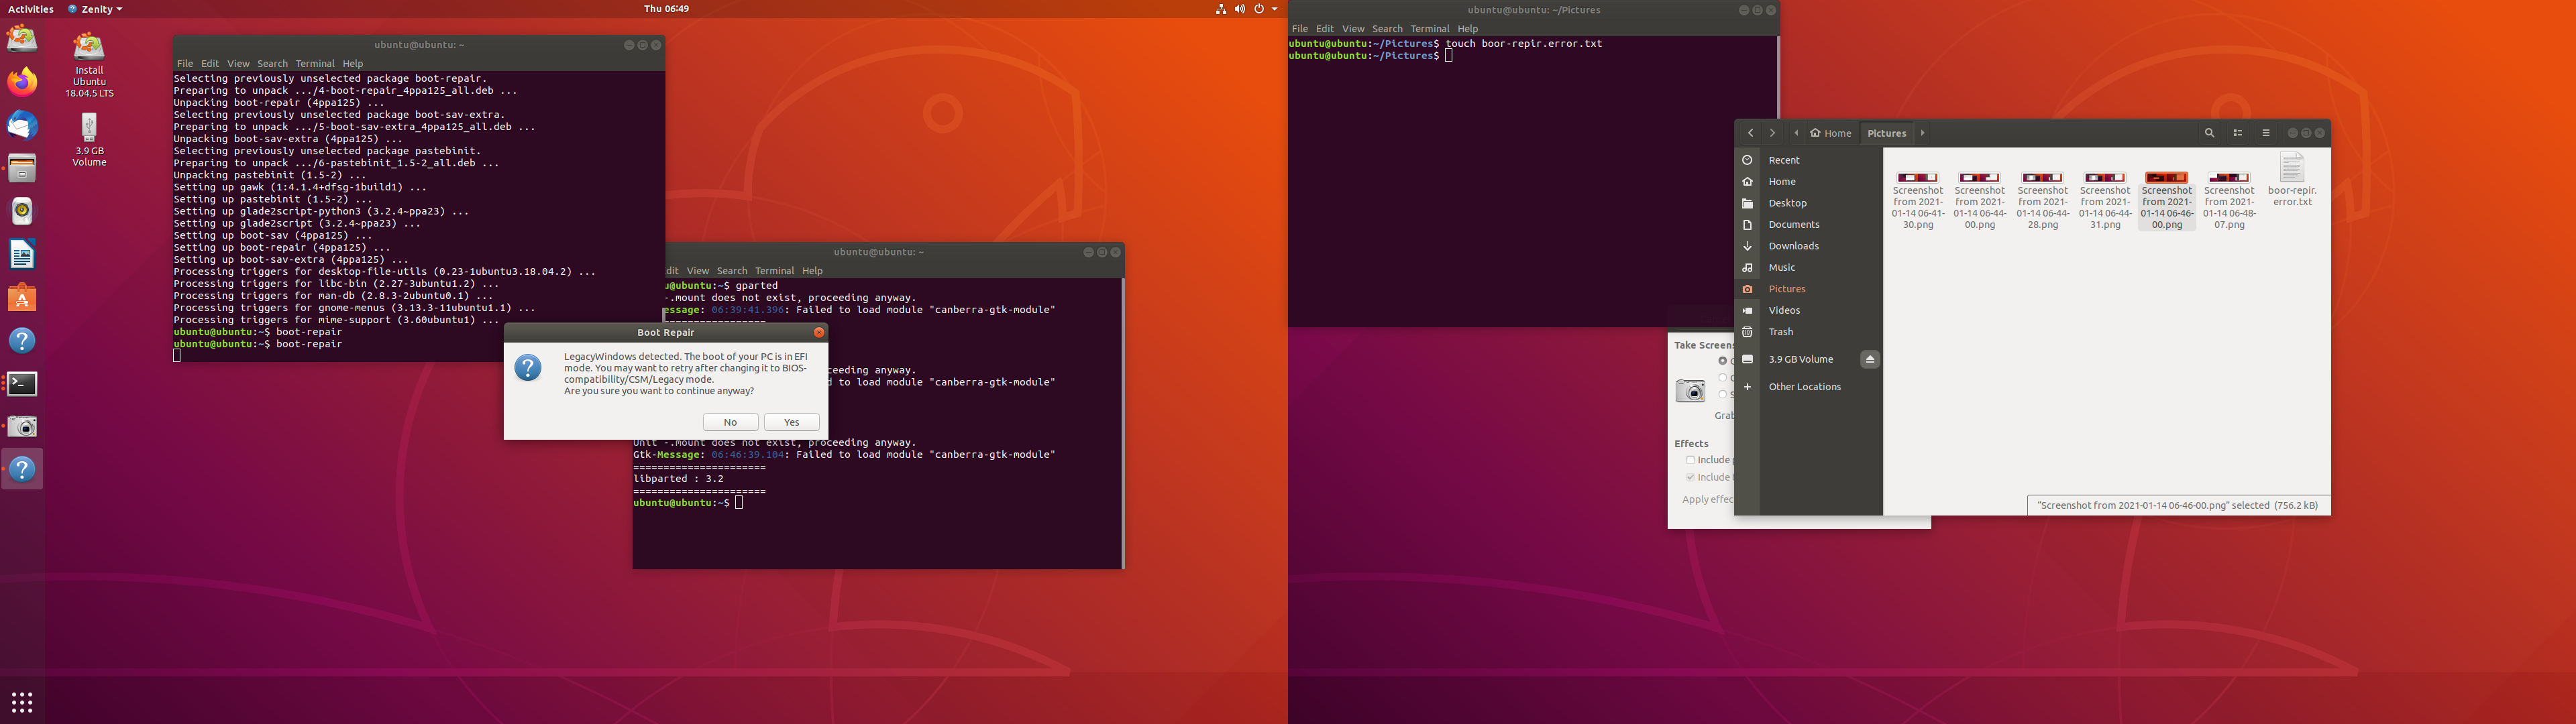 Activities
Zenity
Thu 06:49
Install
Ubuntu
18.04.5 LTS
3.9 GB
Volume
ubuntu@ubuntu: ~
File Edit View Search Terminal Help
Selecting previously unselected package boot-repair.
Preparing to unpack .../4-boot-repair_4ppa125_all.deb ...
Unpacking boot-repair (4ppa125) ...
Selecting previously unselected package boot-sav-extra.
Preparing to unpack .../5-boot-sav-extra_4ppa125_all.deb ...
Unpacking boot-sav-extra (4ppa125) ...
Selecting previously unselected package pastebinit.
Preparing to unpack .../6-pastebinit_1.5-2_all.deb ...
Unpacking pastebinit (1.5-2) ...
Setting up gawk (1:4.1.4+dfsg-1build1) ...
Setting up pastebinit (1.5-2) ...
Setting up glade2script-python3 (3.2.4~ppa23) ...
Setting up glade2script (3.2.4~ppa23) ...
Setting up boot-sav (4ppa125) ...
Setting up boot-repair (4ppa125) ...
Setting up boot-sav-extra (4ppa125) ...
Processing triggers for desktop-file-utils (0.23-1ubuntu3.18.04.2) ...
Processing triggers for libc-bin (2.27-3ubuntu1.2) ...
Processing triggers for man-db (2.8.3-2ubuntu0.1) ...
Processing triggers for gnome-menus (3.13.3-11ubuntu1.1) ...
Processing triggers for mime-support (3.60ubuntu1) ...
ubuntu@ubuntu:~$ boot-repair
ubuntu@ubuntu:~$ boot-repair
ubuntu@ubuntu: ~
dit View Search Terminal Help
u@ubuntu:~$ gparted
-.mount does not exist, proceeding anyway.
essage: 06:39:41.396: Failed to load module "canberra-gtk-module"
=================
oceeding anyway.
d to load module "canberra-gtk-module"
Boot Repair
LegacyWindows detected. The boot of your PC is in EFI
mode. You may want to retry after changing it to BIOS-
compatibility/CSM/Legacy mode.
Are you sure you want to continue anyway?
No
Yes
Unit -.mount does not exist, proceeding anyway.
Gtk-Message: 06:46:39.104: Failed to load module "canberra-gtk-module"
======================
libparted : 3.2
======================
ubuntu@ubuntu:~$
ubuntu@ubuntu: ~/Pictures
File Edit View Search Terminal Help
ubuntu@ubuntu:~/Pictures$ touch boor-repir.error.txt
ubuntu@ubuntu:~/Pictures$
Home
Pictures
Recent
Home
Desktop
Documents
Downloads
Music
Pictures
Videos
Trash
3.9 GB Volume
Other Locations
Screenshot
from 2021-
01-14 06-41-
30.png
Screenshot
from 2021-
01-14 06-44-
00.png
Screenshot
from 2021-
01-14 06-44-
28.png
Screenshot
from 2021-
01-14 06-44-
31.png
Screenshot
from 2021-
01-14 06-46-
00.png
Screenshot
from 2021-
01-14 06-48-
07.png
boor-repir.
error.txt
"Screenshot from 2021-01-14 06-46-00.png" selected (756.2 kB)
Take Screens
Grab
Effects
Include
Include
Apply effec